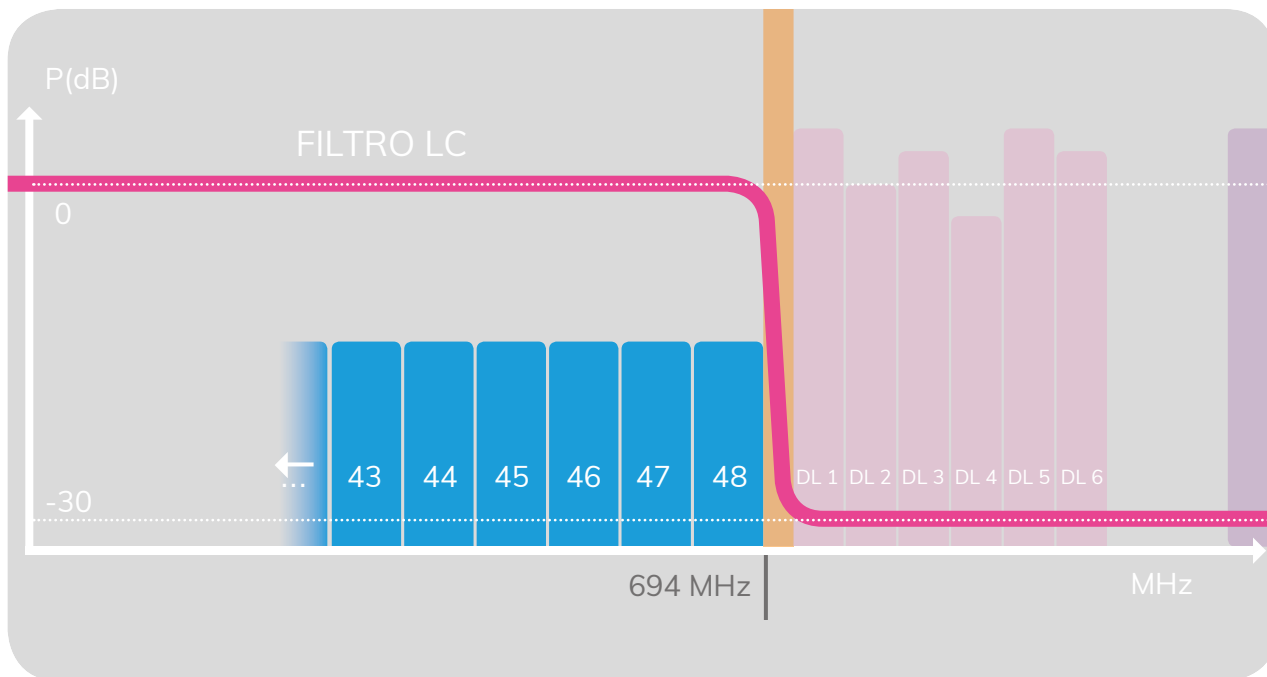 P(dB)
FILTRO LC
0
-30
...
43
44
45
46
47
48
DL 1
DL 2
DL 3
DL 4
DL 5
DL 6
694 MHz
MHz